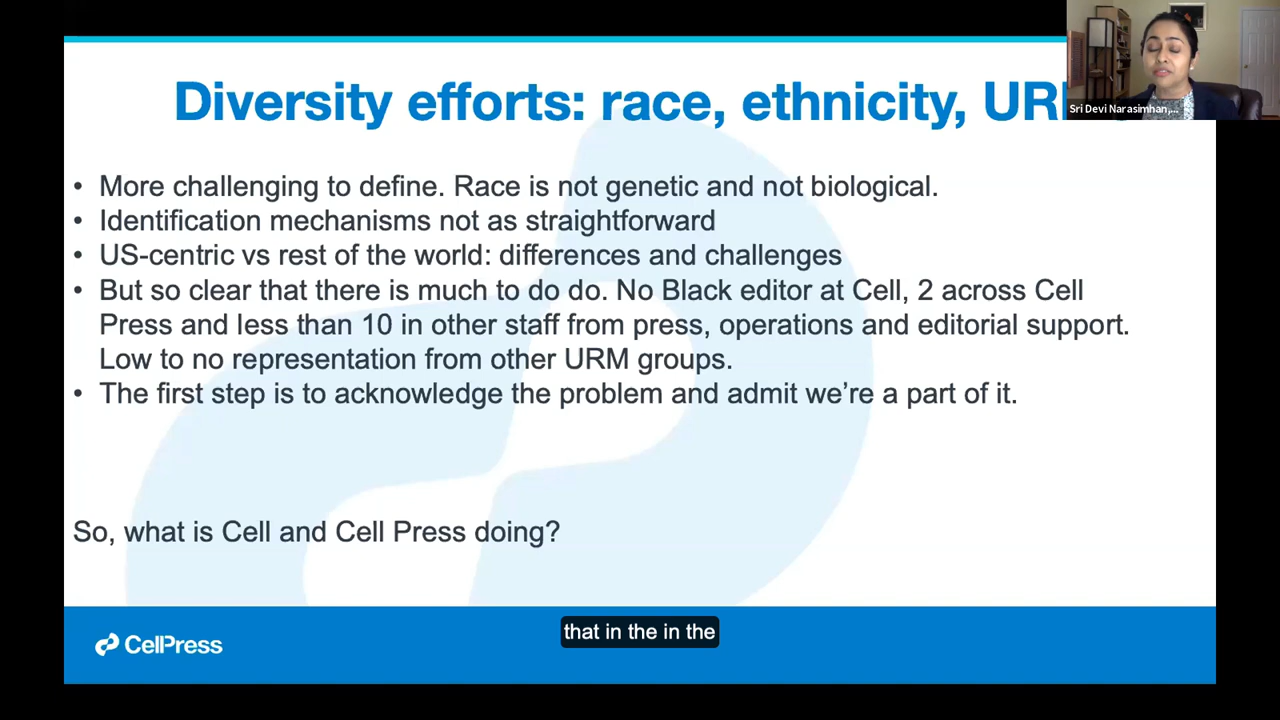 Diversity efforts: race, ethnicity,
Sri Devi Narasimhan,...
• More challenging to define. Race is not genetic and not biological.
• Identification mechanisms not as straightforward
• US-centric vs rest of the world: differences and challenges
• But so clear that there is much to do do. No Black editor at Cell, 2 across Cell
Press and less than 10 in other staff from press, operations and editorial support.
Low to no representation from other URM groups.
• The first step is to acknowledge the problem and admit we’re a part of it.
So, what is Cell and Cell Press doing?
that in the in the
CellPress